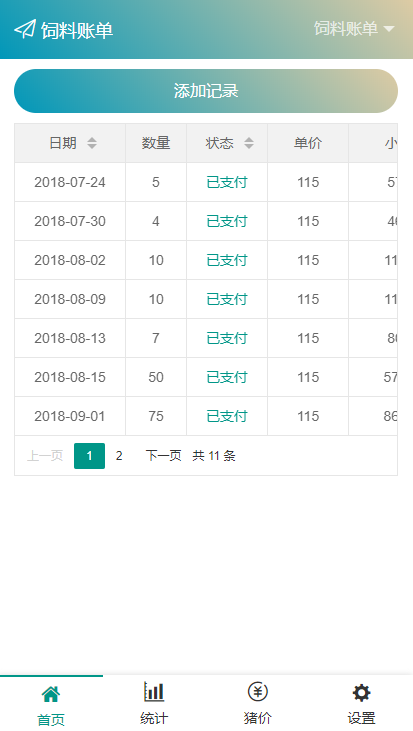 饲料账单 饲料账单
添加记录
日期 数量 状态 单价 小
2018-07-24 5 已支付 115 57
2018-07-30 4 已支付 115 46
2018-08-02 10 已支付 115 11
2018-08-09 10 已支付 115 11
2018-08-13 7 已支付 115 80
2018-08-15 50 已支付 115 57
2018-09-01 75 已支付 115 86
上一页 1 2 下一页 共 11 条
首页 统计 猪价 设置